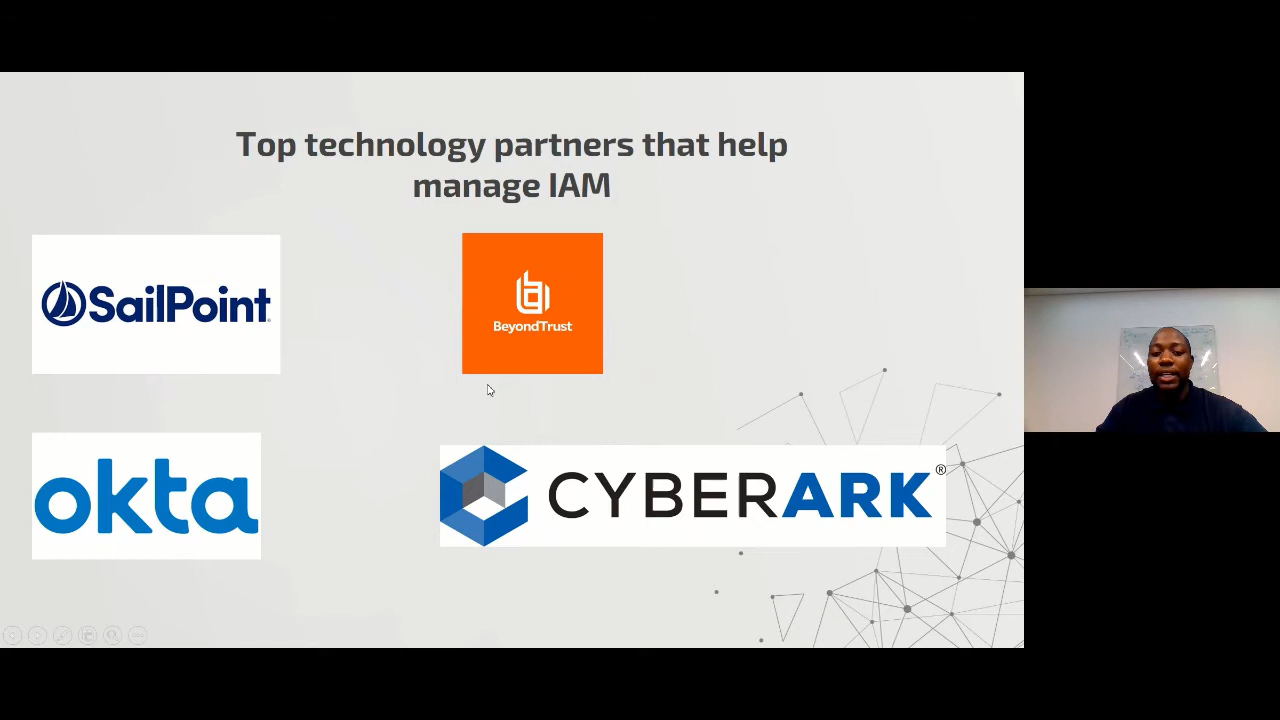 Top technology partners that help
manage IAM
SailPoint
BeyondTrust
okta
CYBERARK®